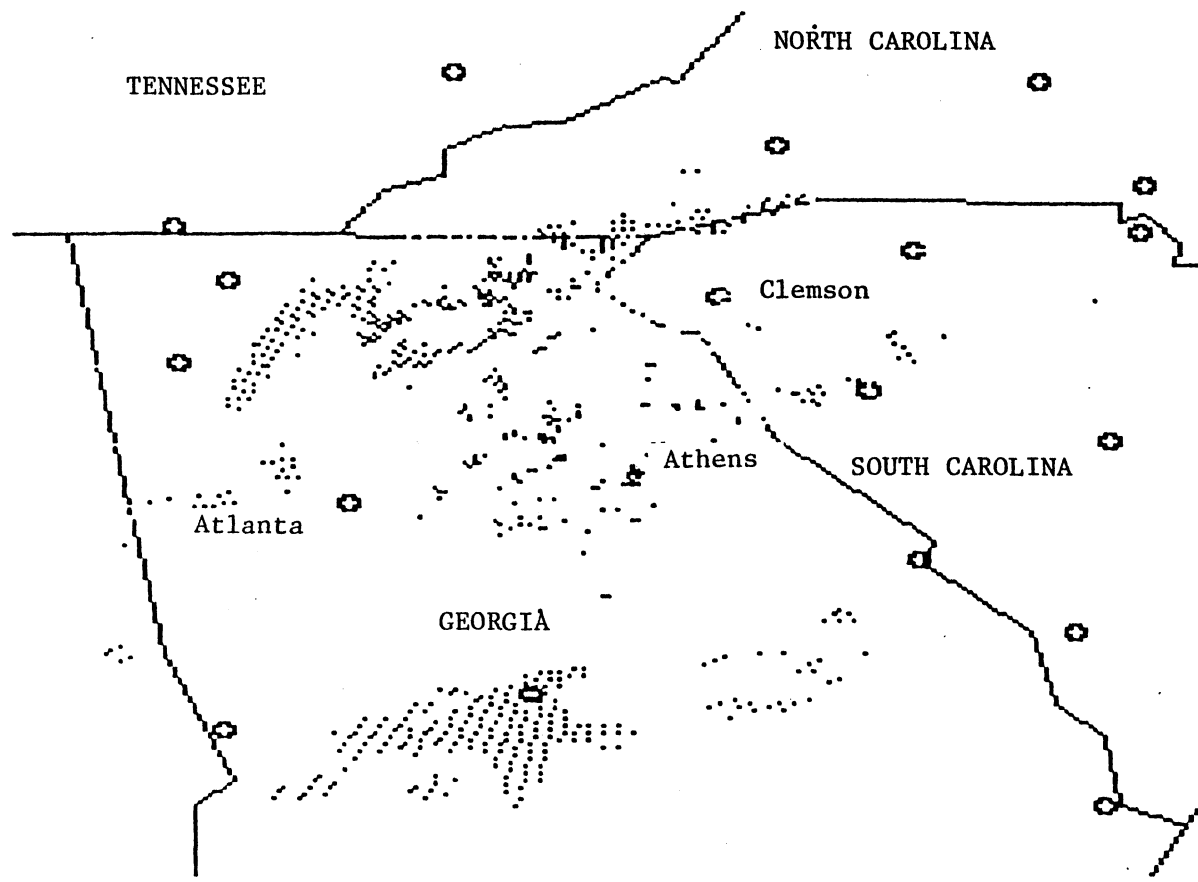 NORTH CAROLINA
TENNESSEE
Clemson
Athens
SOUTH CAROLINA
Atlanta
GEORGIA